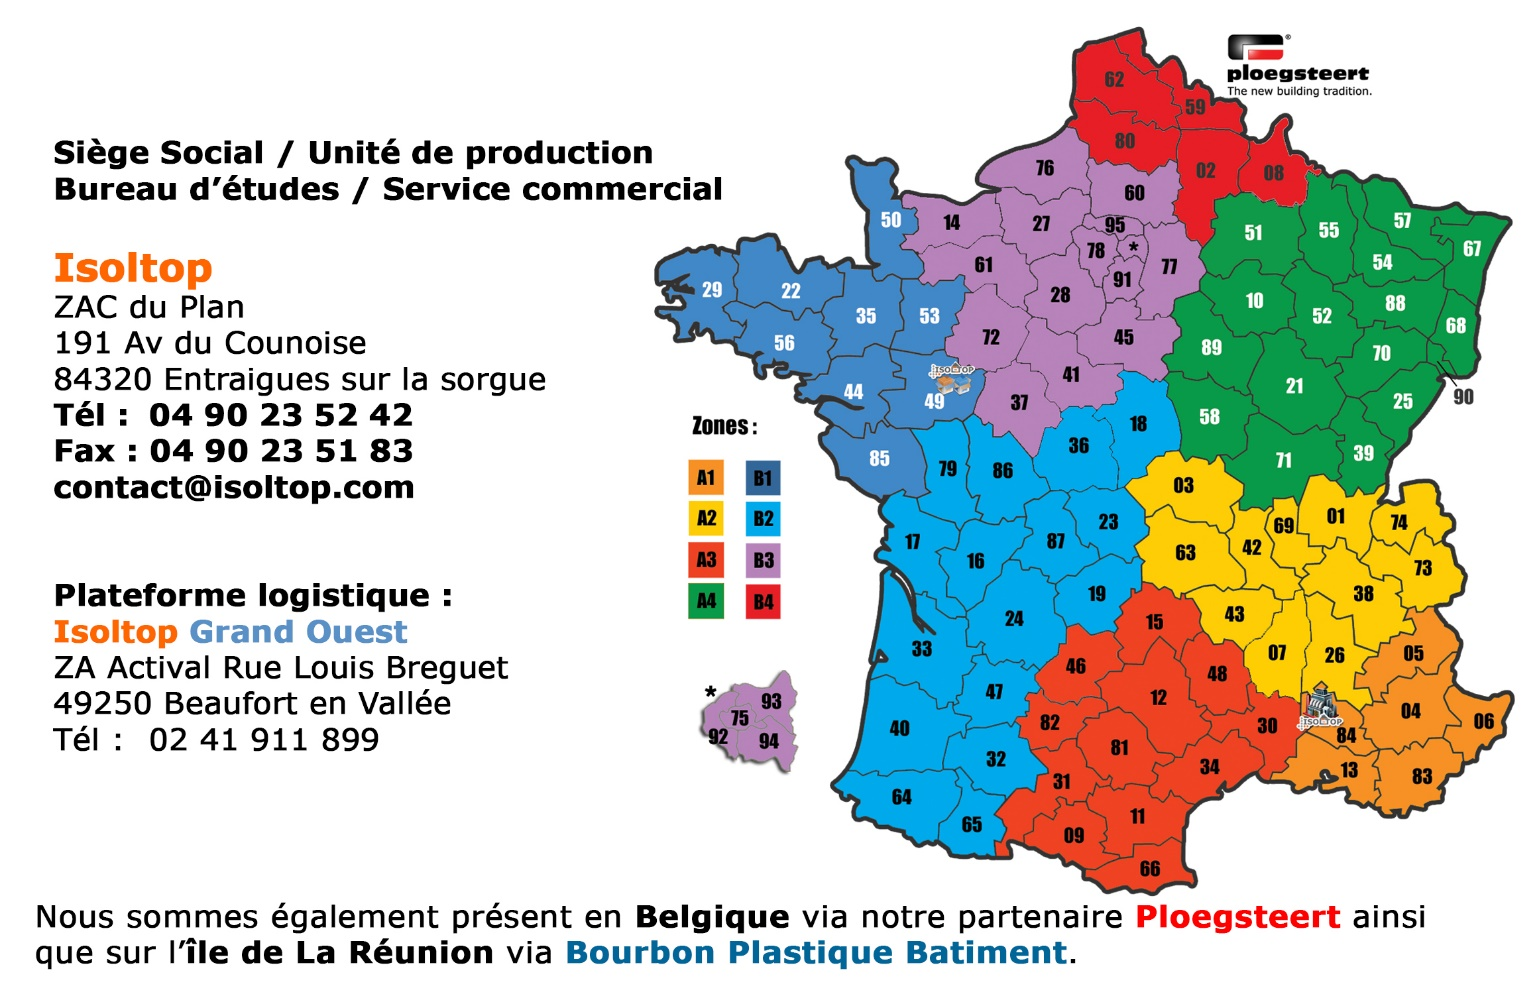 ploegsteert
The new building tradition.
Siège Social / Unité de production
Bureau d'études / Service commercial
Isoltop
ZAC du Plan
191 Av du Counoise
84320 Entraigues sur la sorgue
Tél : 04 90 23 52 42
Fax : 04 90 23 51 83
contact@isoltop.com
Plateforme logistique :
Isoltop Grand Ouest
ZA Actival Rue Louis Breguet
49250 Beaufort en Vallée
Tél : 02 41 911 899
Zones :
A1 B1
A2 B2
A3 B3
A4 B4
* 93
75
92 94
62
59
80
02 08
76
60
50 14 27 95 51 55 57 67
78 * 77 54
61 91
29 22 28 10 88
35 53 52 68
56 72 45 89 70
41 21
44 ISOLTOP 49 37 25 90
18 58
36 39
85 79 86 71
03
17 23 69 01 74
16 87 63 42 73
19 38
24 15 43
33 46 48 07 26 05
47 12 04 06
40 82 30 ISOLTOP 84
32 81
31 34 13 83
64 65 11
09
66
Nous sommes également présent en Belgique via notre partenaire Ploegsteert ainsi
que sur l'île de La Réunion via Bourbon Plastique Batiment.